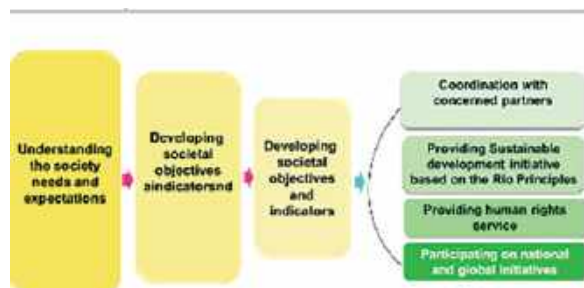 Understanding
the society
needs and
expectations
Developing
societal
objectives
aindicatorsnd
Developing
societal
objectives
and
indicators
Coordination with
concerned partners
Providing Sustainable
development initiative
based on the Rio Principles
Providing human rights
service
Participating on national
and global initiatives